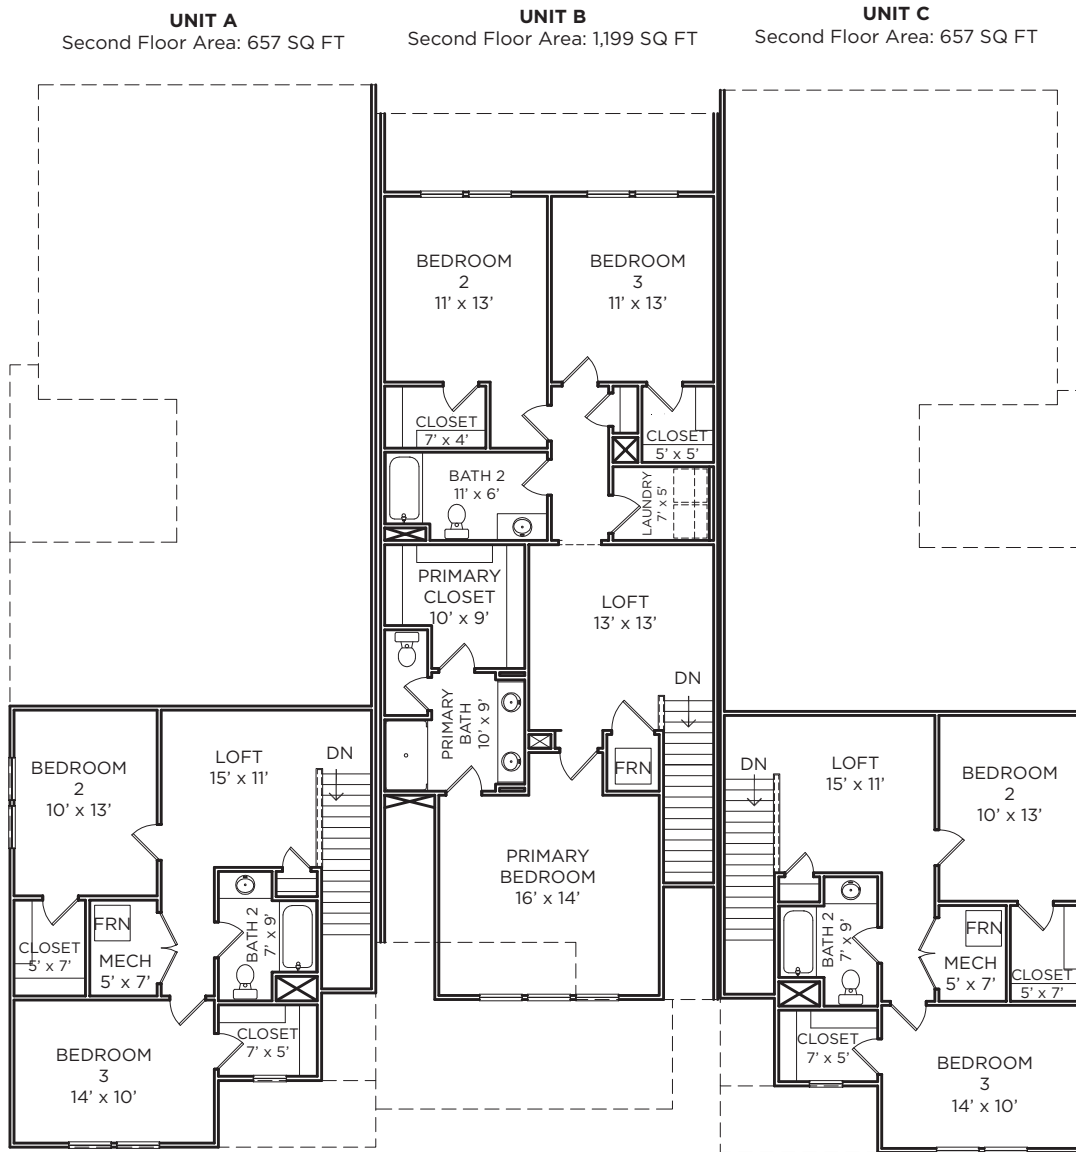 UNIT A
Second Floor Area: 657 SQ FT
UNIT B
Second Floor Area: 1,199 SQ FT
UNIT C
Second Floor Area: 657 SQ FT
BEDROOM
2
11’ x 13’
BEDROOM
3
11’ x 13’
CLOSET
7’ x 4’
CLOSET
5’ x 5’
BATH 2
11’ x 6’
LAUNDRY
7’ x 5’
PRIMARY
CLOSET
10’ x 9’
LOFT
13’ x 13’
DN
PRIMARY
BATH
10’ x 9’
FRN
PRIMARY
BEDROOM
16’ x 14’
BEDROOM
2
10’ x 13’
LOFT
15’ x 11’
DN
FRN
MECH
5’ x 7’
CLOSET
5’ x 7’
BATH 2
7’ x 9’
CLOSET
7’ x 5’
BEDROOM
3
14’ x 10’
DN
LOFT
15’ x 11’
BEDROOM
2
10’ x 13’
BATH 2
7’ x 9’
FRN
MECH
5’ x 7’
CLOSET
5’ x 7’
CLOSET
7’ x 5’
BEDROOM
3
14’ x 10’